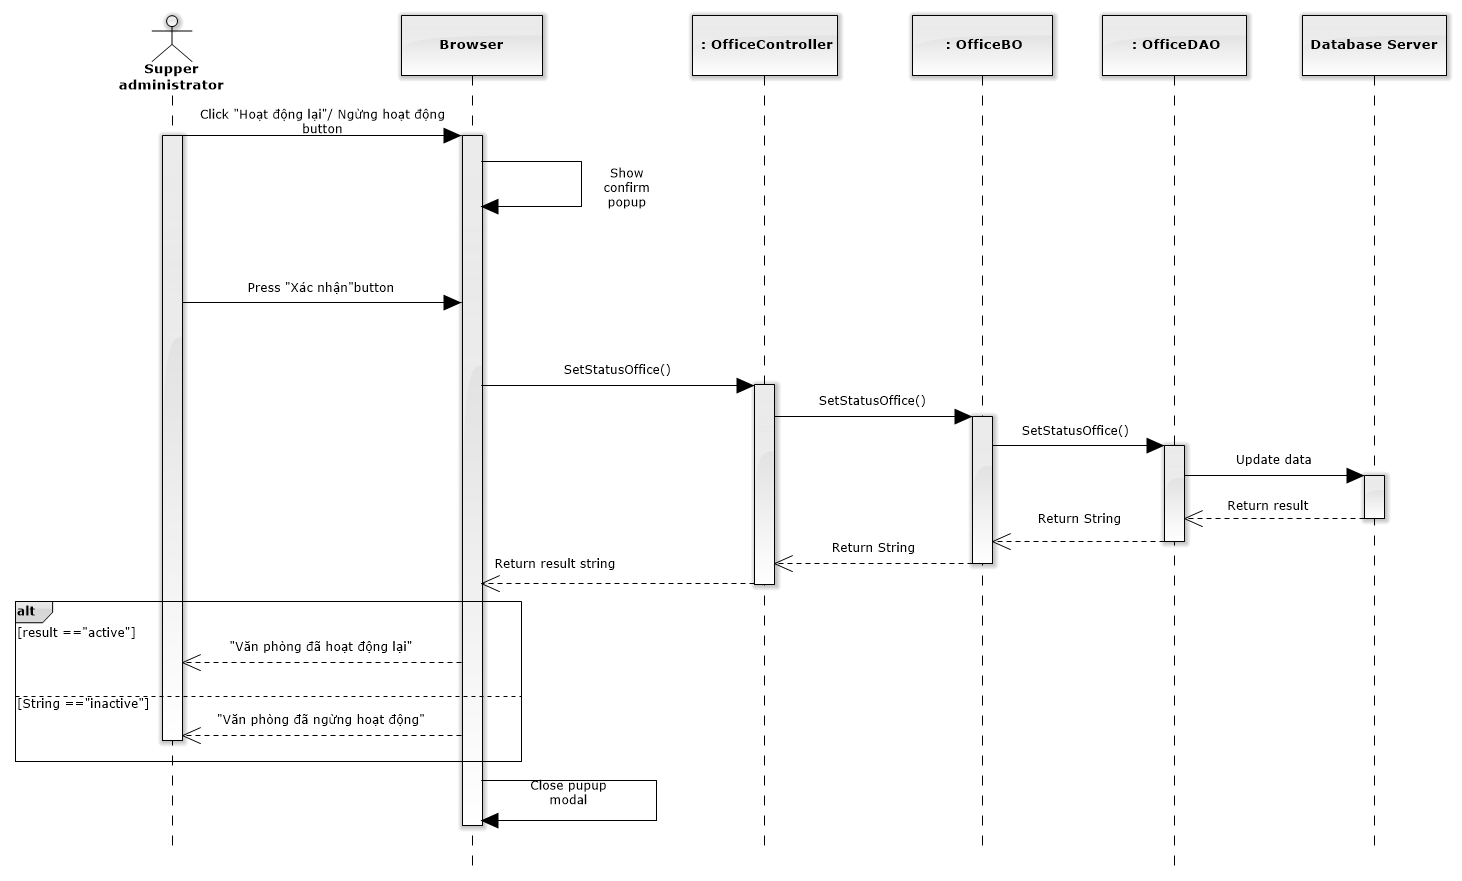 Supper
administrator
Browser
: OfficeController
: OfficeBO
: OfficeDAO
Database Server
Click "Hoạt động lại"/ Ngừng hoạt động
button
Show
confirm
popup
Press "Xác nhận"button
SetStatusOffice()
SetStatusOffice()
SetStatusOffice()
Update data
Return result
Return String
Return String
Return result string
alt
[result =="active"]
"Văn phòng đã hoạt động lại"
[String =="inactive"]
"Văn phòng đã ngừng hoạt động"
Close pupup
modal